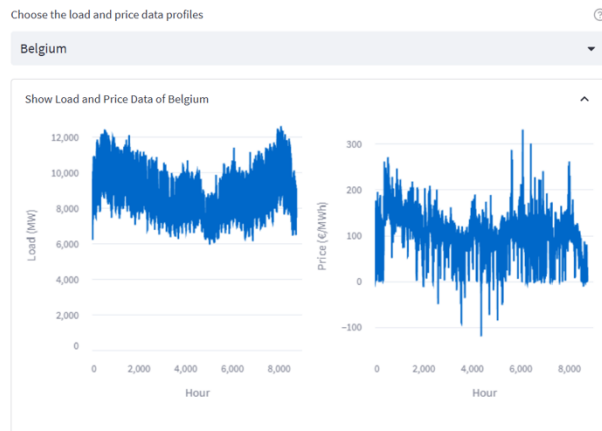 Choose the load and price data profiles
Belgium
Show Load and Price Data of Belgium
12,000
10,000
8,000
6,000
4,000
2,000
0
Load (MW)
0 2,000 4,000 6,000 8,000
Hour
300
200
100
0
−100
Price (€/MWh)
0 2,000 4,000 6,000 8,000
Hour